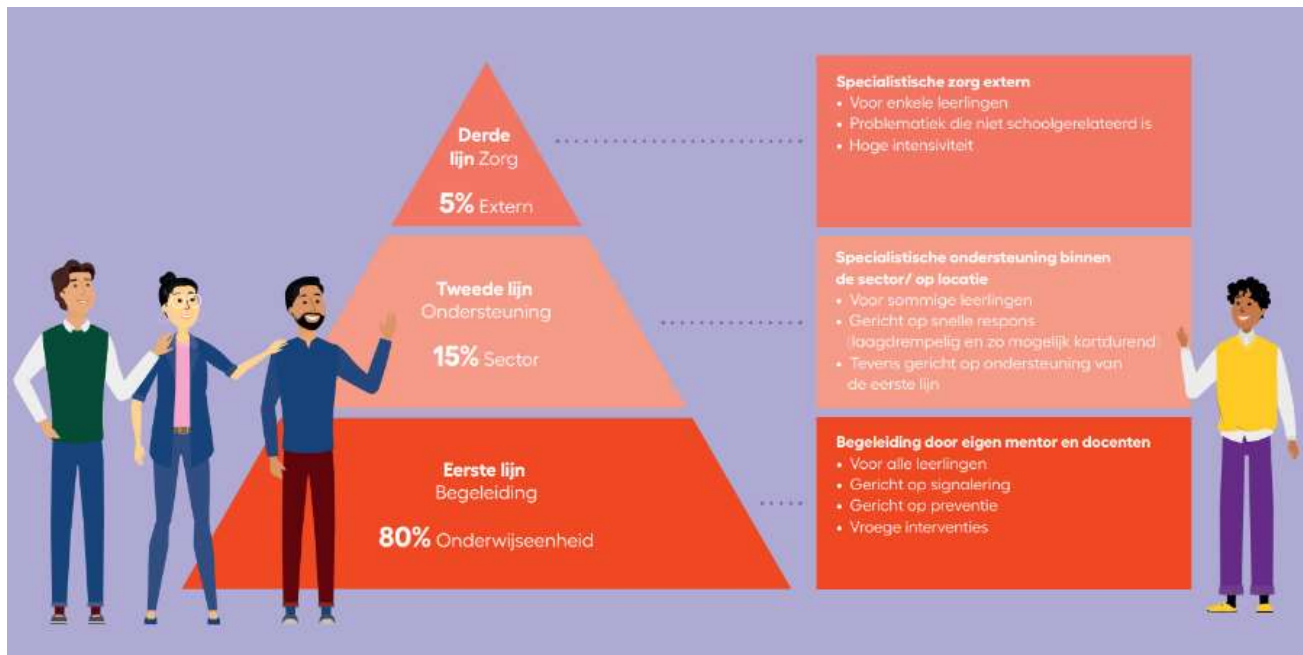 Derde
lijn Zorg
5% Extern
Specialistische zorg extern
• Voor enkele leerlingen
• Problematiek die niet schoolgerelateerd is
• Hoge intensiviteit
Tweede lijn
Ondersteuning
15% Sector
Specialistische ondersteuning binnen
de sector/ op locatie
• Voor sommige leerlingen
• Gericht op snelle respons
(laagdrempelig en zo mogelijk kortdurend)
• Tevens gericht op ondersteuning van
de eerste lijn
Eerste lijn
Begeleiding
80% Onderwijseenheid
Begeleiding door eigen mentor en docenten
• Voor alle leerlingen
• Gericht op signalering
• Gericht op preventie
• Vroege interventies